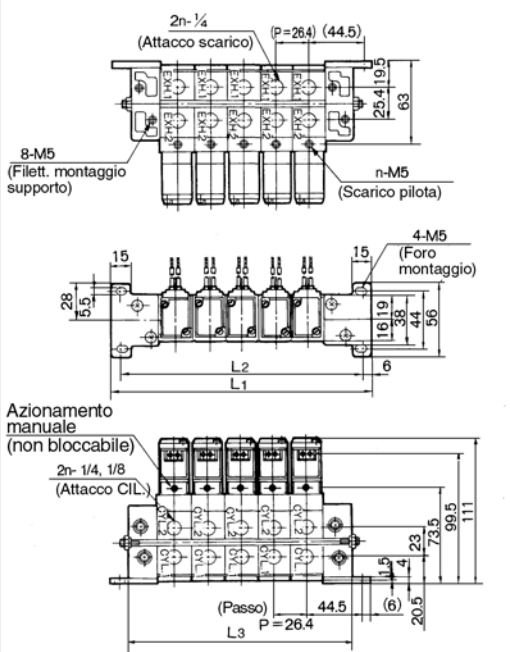 2n-¼
(Attacco scarico)
(P=26.4)
(44.5)
19.5
25.4
63
EXH.1 EXH.1 EXH.1 EXH.1 EXH.1
EXH.2 EXH.2 EXH.2 EXH.2 EXH.2
8-M5
(Filett. montaggio
supporto)
n-M5
(Scarico pilota)
15
15
4-M5
(Foro
montaggio)
28
5.5
16
19
38
44
56
6
L2
L1
Azionamento
manuale
(non bloccabile)
2n- 1/4, 1/8
(Attacco CIL.)
CYL.2 CYL.2 CYL.2 CYL.2 CYL.2
CYL.1 CYL.1 CYL.1 CYL.1 CYL.1
23
73.5
99.5
111
1.5
4
20.5
(Passo)
P=26.4
44.5
(6)
L3